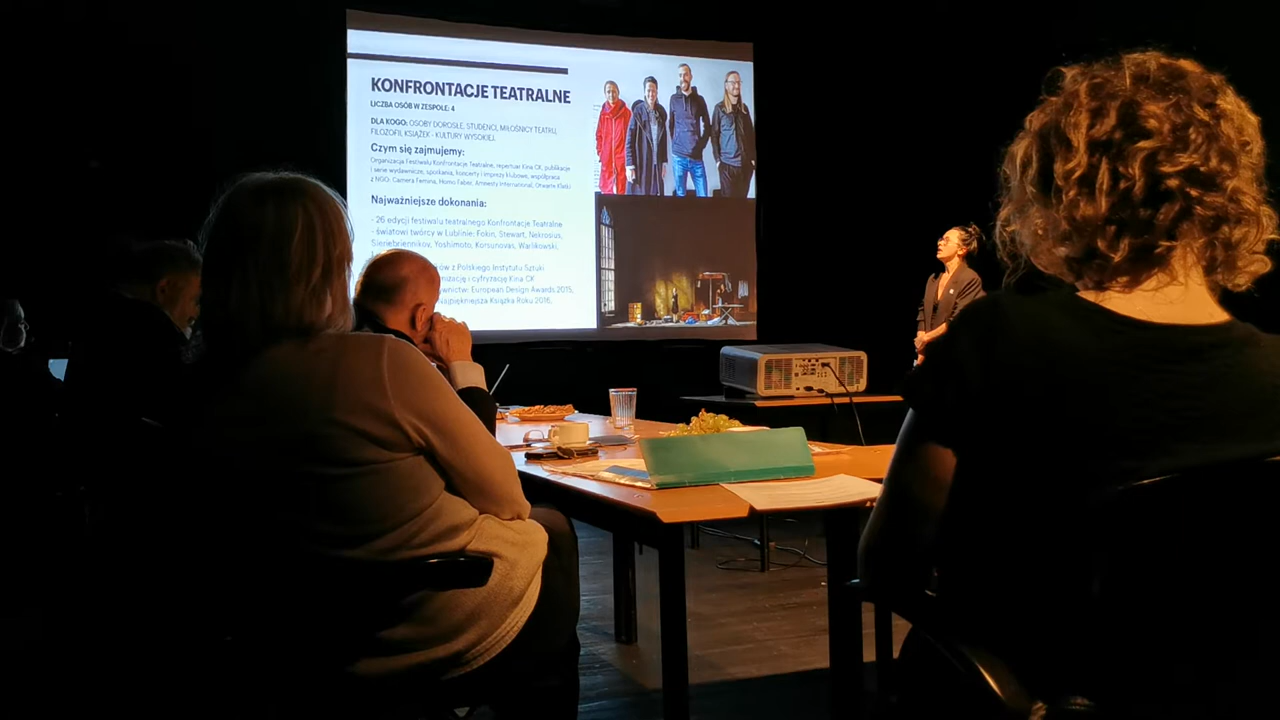 KONFRONTACJE TEATRALNE
LICZBA OSÓB W ZESPOLE: 4
DLA KOGO: OSOBY DOROSŁE, STUDENCI, MIŁOŚNICY TEATRU,
FILOZOFII, KSIĄŻEK - KULTURY WYSOKIEJ.
Czym się zajmujemy:
Organizacja Festiwalu Konfrontacje Teatralne, repertuar Kina CK, publikacje
i serie wydawnicze, spotkania, koncerty i imprezy klubowe, współpraca
z NGO: Camera Femina, Homo Faber, Amnesty International, Otwarte Klatki
Najważniejsze dokonania:
- 26 edycji festiwalu teatralnego Konfrontacje Teatralne
- światowi twórcy w Lublinie: Fokin, Stewart, Nekrosius,
Sieriebriennikov, Yoshimoto, Korsunovas, Warlikowski,
z Polskiego Instytutu Sztuki
i cyfryzację Kina CK
European Design Awards 2015,
Najpiękniejsza Książka Roku 2016,